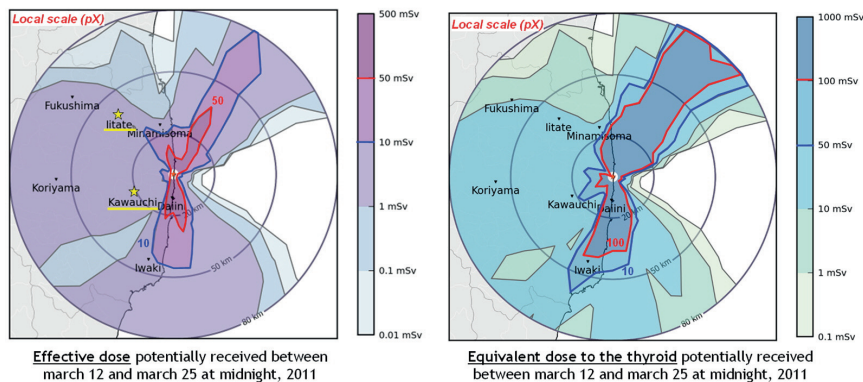 Local scale (pX)
500 mSv
50 mSv
10 mSv
1 mSv
0.1 mSv
0.01 mSv
50
Fukushima
Iitate
Minamisoma
Koriyama
Kawauchi
Daiini
20 km
10
Iwaki
50 km
80 km
Effective dose potentially received between
march 12 and march 25 at midnight, 2011
Local scale (pX)
1000 mSv
100 mSv
50 mSv
10 mSv
1 mSv
0.1 mSv
Fukushima
Iitate
Minamisoma
Koriyama
Kawauchi
Daiini
20 km
100
Iwaki
10
50 km
80 km
Equivalent dose to the thyroid potentially received
between march 12 and march 25 at midnight, 2011